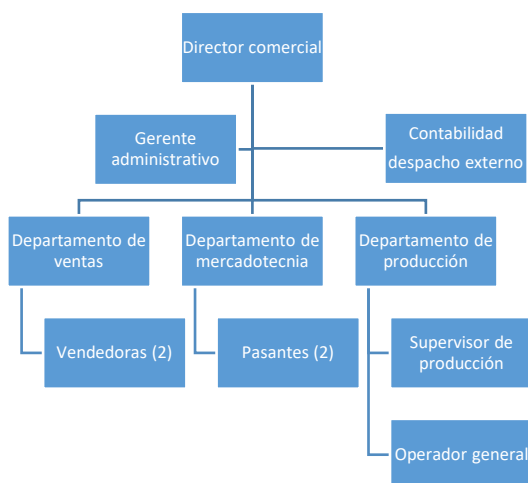 Director comercial
Gerente
administrativo
Contabilidad
despacho externo
Departamento de
ventas
Departamento de
mercadotecnia
Departamento de
producción
Vendedoras (2)
Pasantes (2)
Supervisor de
producción
Operador general